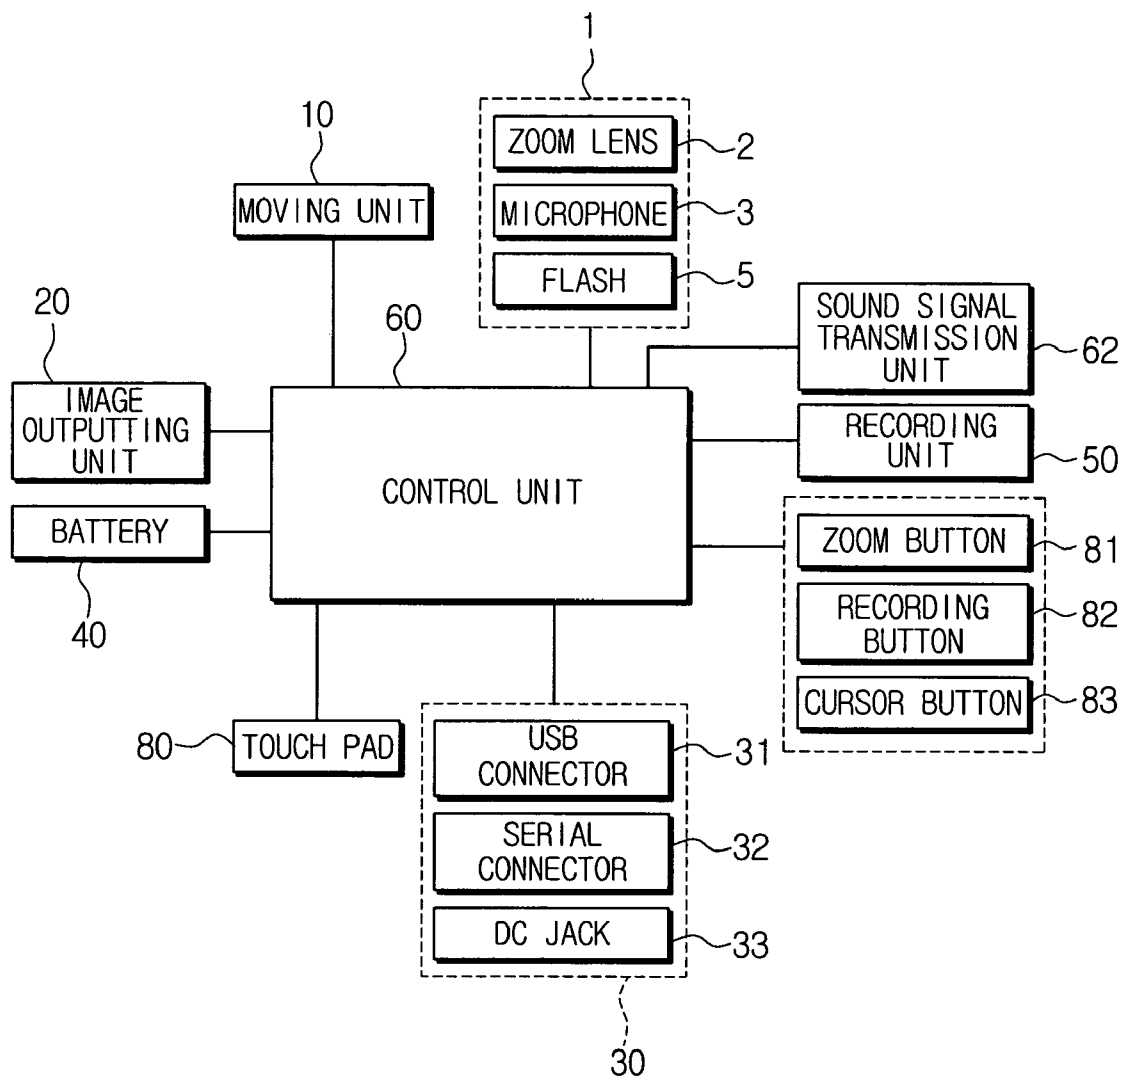 1
ZOOM LENS
2
MICROPHONE
3
FLASH
5
10
MOVING UNIT
20
IMAGE
OUTPUTTING
UNIT
60
CONTROL UNIT
SOUND SIGNAL
TRANSMISSION
UNIT
62
RECORDING
UNIT
50
BATTERY
40
ZOOM BUTTON
81
RECORDING
BUTTON
82
CURSOR BUTTON
83
80
TOUCH PAD
USB
CONNECTOR
31
SERIAL
CONNECTOR
32
DC JACK
33
30